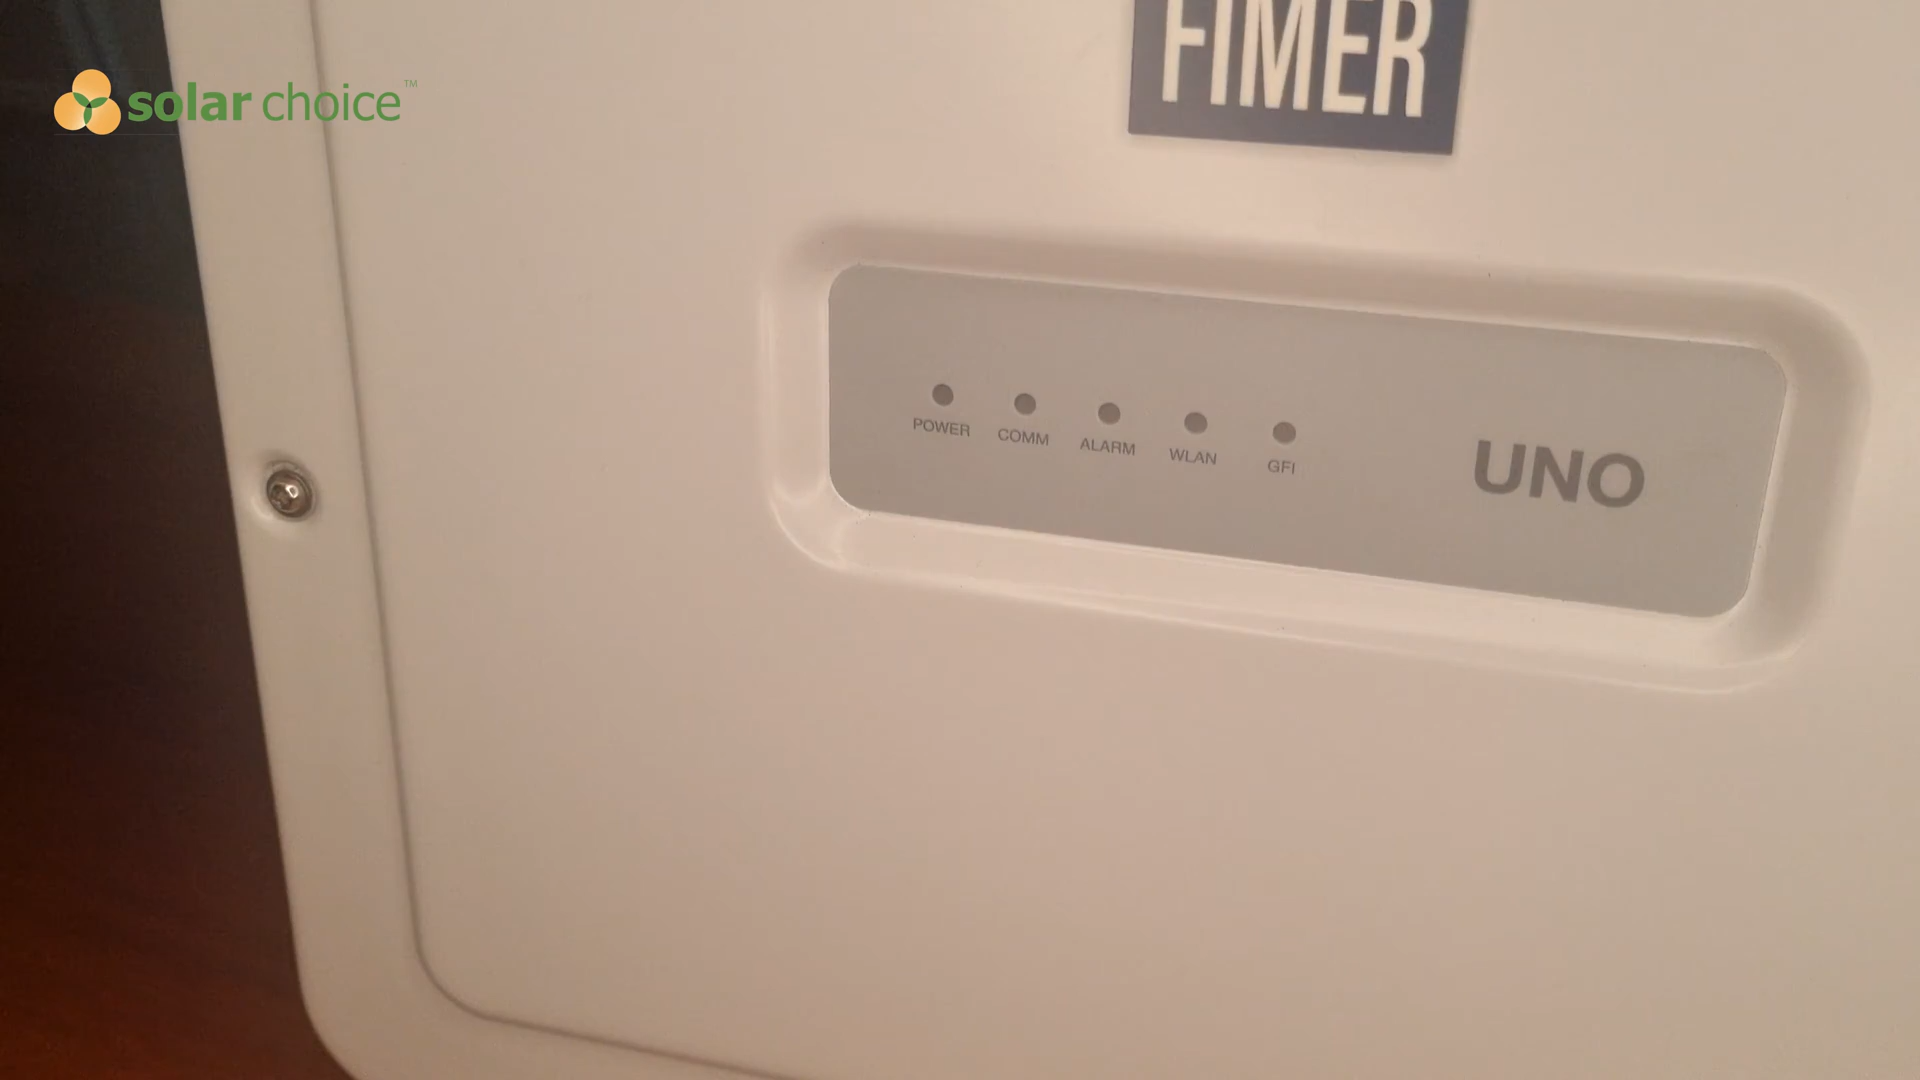 solar choice™
FIMER
POWER
COMM
ALARM
WLAN
GFI
UNO